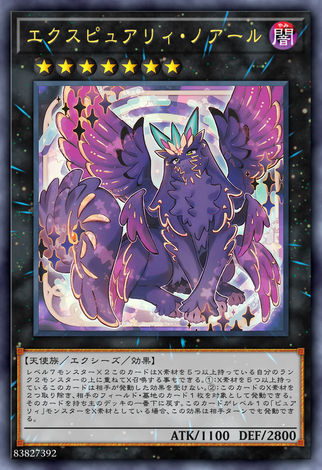 エクスピュアリィ・ノアール
闇
やみ
【天使族/エクシーズ/効果】
レベル7モンスター×2このカードはX素材を5つ以上持っている自分のラン
ク2モンスターの上に重ねてX召喚する事もできる。①:X素材を5つ以上持っ
ているこのカードは相手が発動した効果を受けない。②:このカードのX素材を
2つ取り除き、相手のフィールド・墓地のカード1枚を対象として発動できる。
そのカードを持ち主のデッキの一番下に戻す。このカードがレベル1の「ピュア
リィ」モンスターをX素材としている場合、この効果は相手ターンでも発動でき
る。
ATK/1100 DEF/2800
83827392